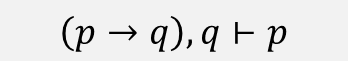 (p → q), q ⊢ p